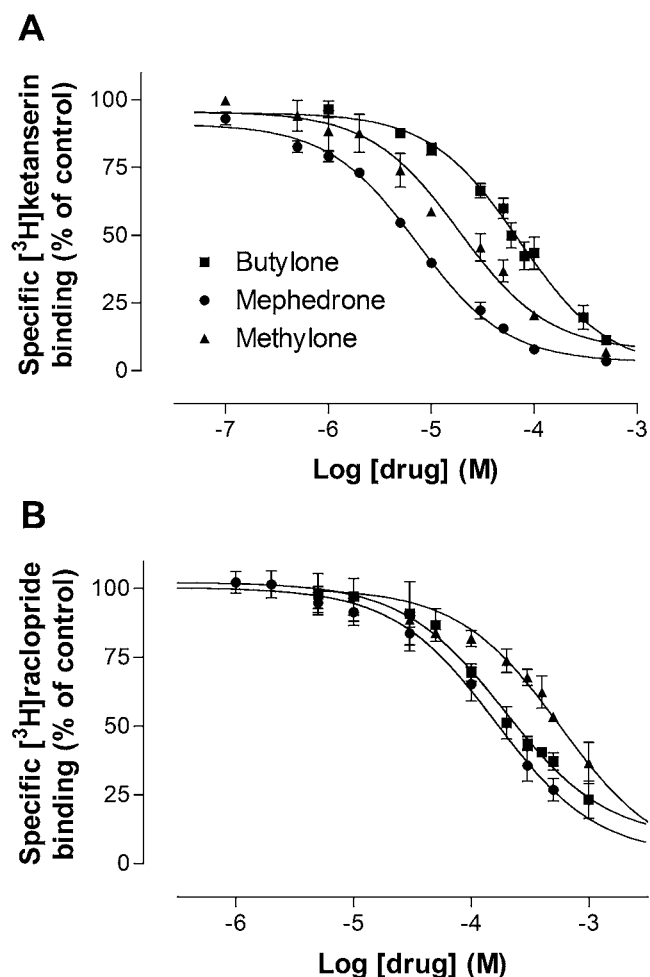 A
Specific [³H]ketanserin
binding (% of control)
100
75
50
25
0
Butylone
Mephedrone
Methylone
-7 -6 -5 -4 -3
Log [drug] (M)
B
Specific [³H]raclopride
binding (% of control)
100
75
50
25
0
-6 -5 -4 -3
Log [drug] (M)